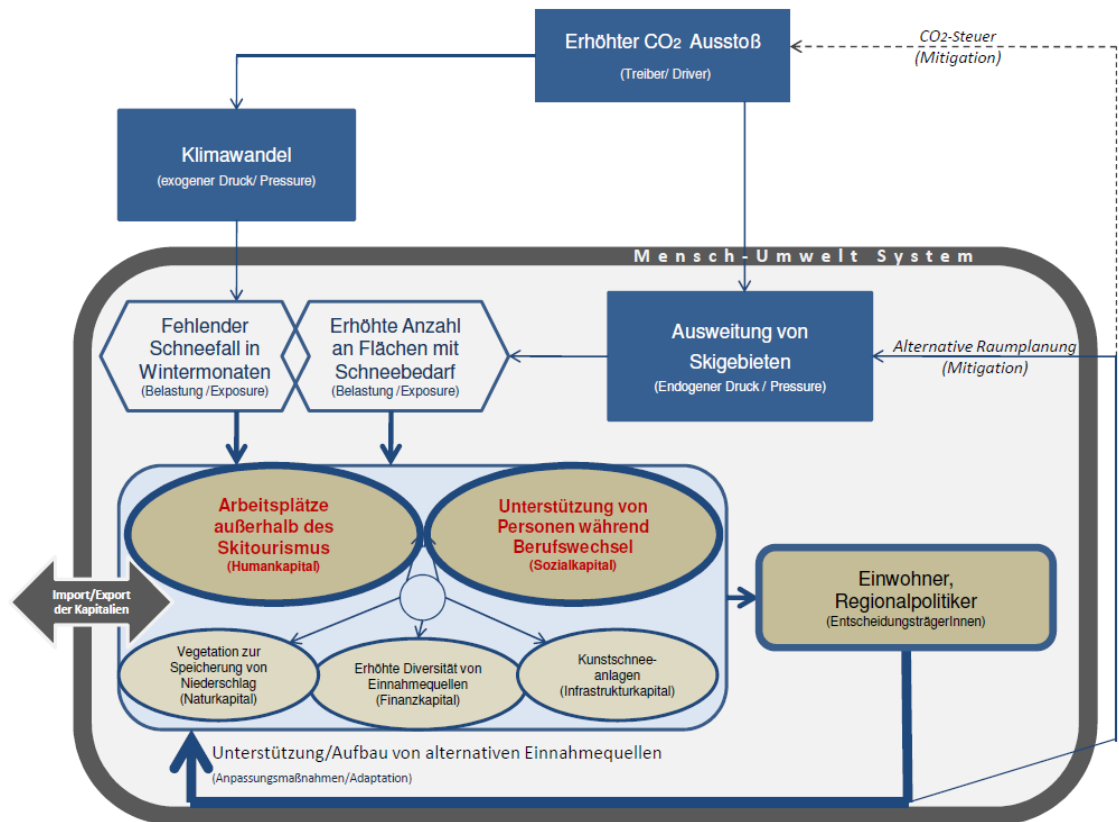 Erhöhter CO₂ Ausstoß
(Treiber/ Driver)
CO2-Steuer
(Mitigation)
Klimawandel
(exogener Druck/ Pressure)
Mensch-Umwelt System
Fehlender
Schneefall in
Wintermonaten
(Belastung /Exposure)
Erhöhte Anzahl
an Flächen mit
Schneebedarf
(Belastung /Exposure)
Ausweitung von
Skigebieten
(Endogener Druck / Pressure)
Alternative Raumplanung
(Mitigation)
Arbeitsplätze
außerhalb des
Skitourismus
(Humankapital)
Unterstützung von
Personen während
Berufswechsel
(Sozialkapital)
Import/Export
der Kapitalien
Einwohner,
Regionalpolitiker
(EntscheidungsträgerInnen)
Vegetation zur
Speicherung von
Niederschlag
(Naturkapital)
Erhöhte Diversität von
Einnahmequellen
(Finanzkapital)
Kunstschnee-
anlagen
(Infrastrukturkapital)
Unterstützung/Aufbau von alternativen Einnahmequellen
(Anpassungsmaßnahmen/Adaptation)